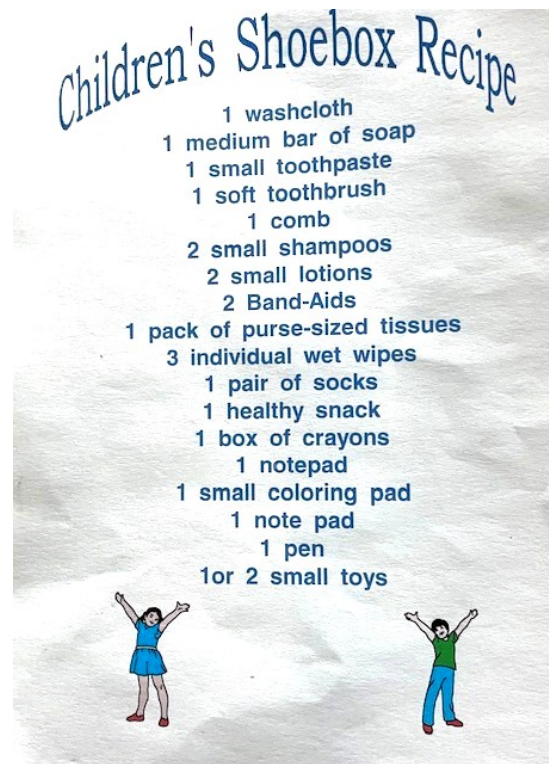 Children's Shoebox Recipe
1 washcloth
1 medium bar of soap
1 small toothpaste
1 soft toothbrush
1 comb
2 small shampoos
2 small lotions
2 Band-Aids
1 pack of purse-sized tissues
3 individual wet wipes
1 pair of socks
1 healthy snack
1 box of crayons
1 notepad
1 small coloring pad
1 note pad
1 pen
1or 2 small toys